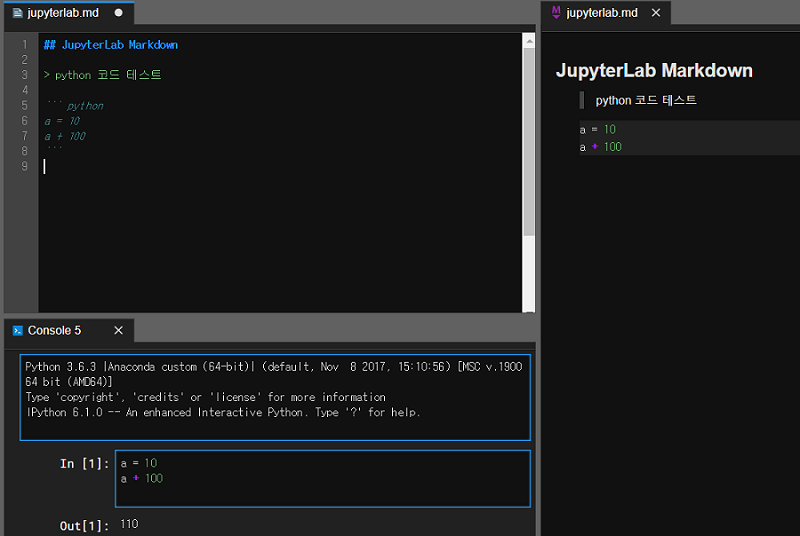 jupyterlab.md
1 ## JupyterLab Markdown
2
3 > python 코드 테스트
4
5 ``` python
6 a = 10
7 a + 100
8 ```
9
Console 5
Python 3.6.3 |Anaconda custom (64-bit)| (default, Nov  8 2017, 15:10:56) [MSC v.1900
64 bit (AMD64)]
Type 'copyright', 'credits' or 'license' for more information
IPython 6.1.0 -- An enhanced Interactive Python. Type '?' for help.
In [1]: a = 10
a + 100
Out[1]: 110
jupyterlab.md
JupyterLab Markdown
python 코드 테스트
a = 10
a + 100